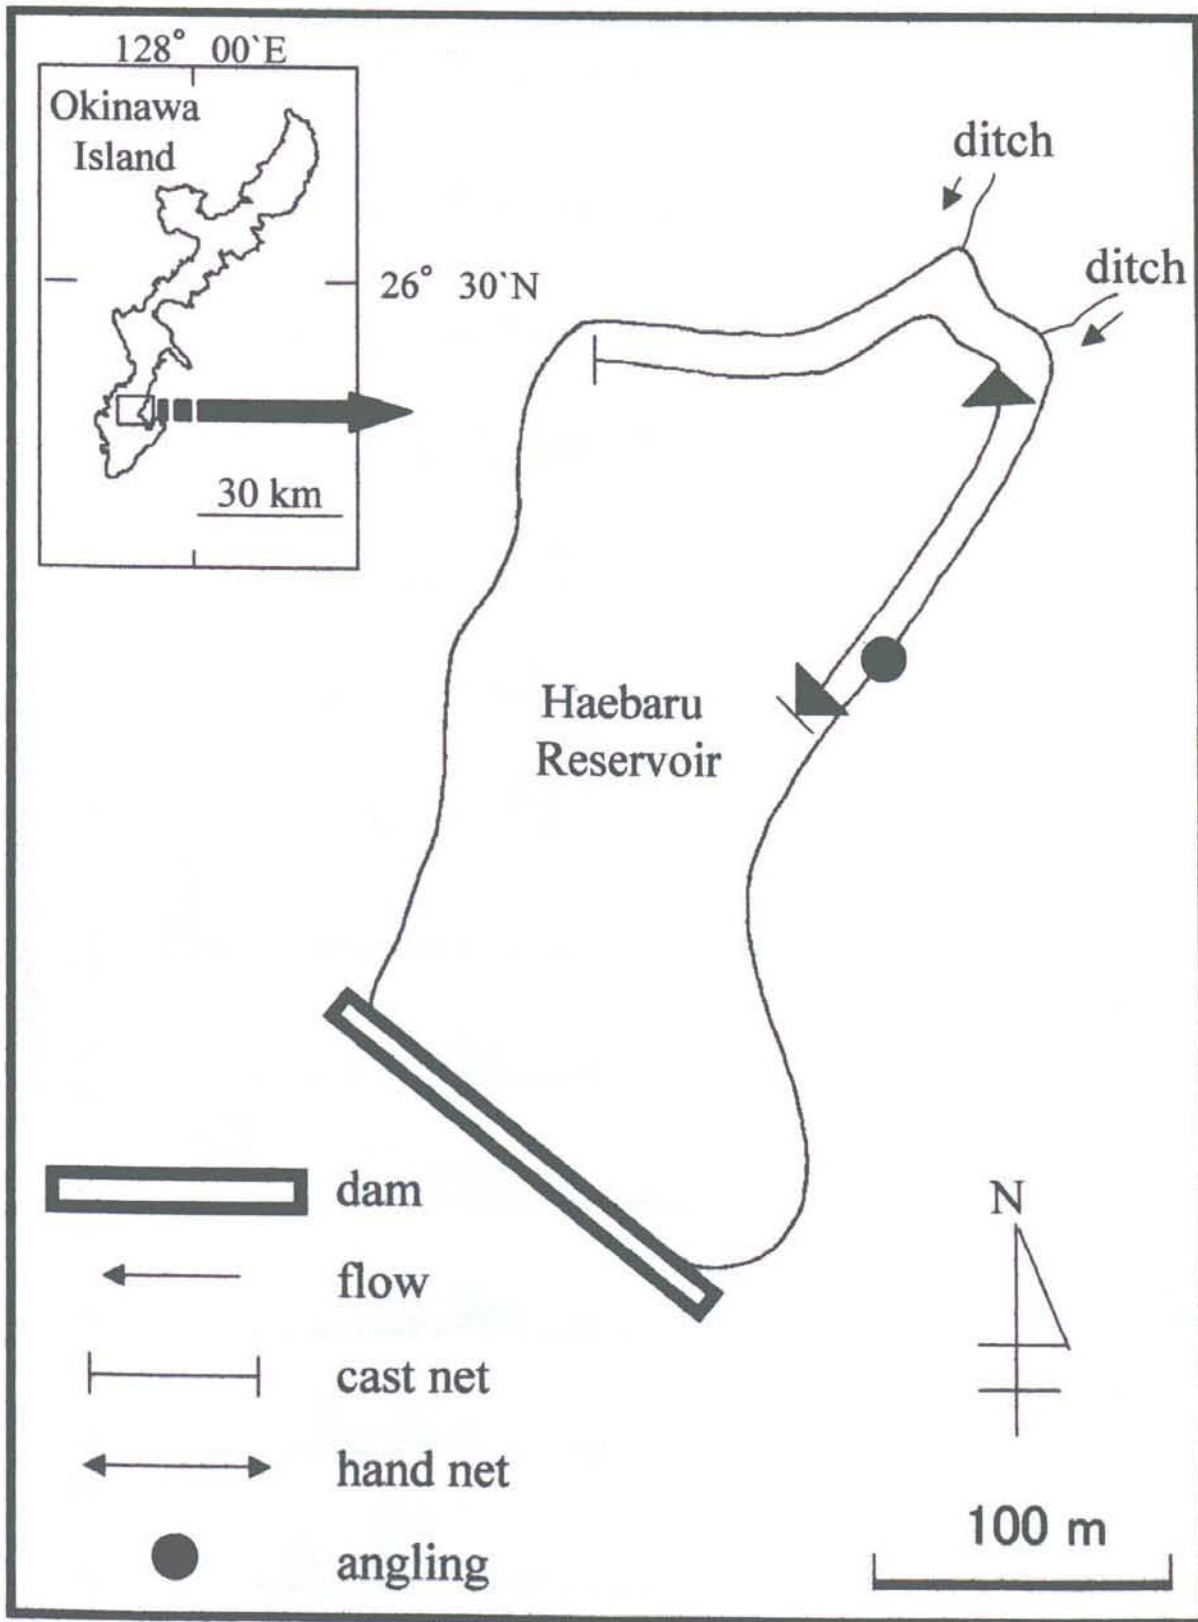 128° 00`E
Okinawa
Island
26° 30`N
30 km
ditch
ditch
Haebaru
Reservoir
dam
flow
cast net
hand net
angling
N
100 m